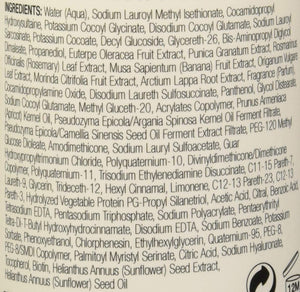 INGREDIENTS: Water (Aqua), Sodium Lauroyl Methyl Isethionate, Cocamidopropyl
Hydroxysultaine, Potassium Cocoyl Glycinate, Disodium Cocoyl Glutamate, Sodium Lauroyl
Sarcosinate, Potassium Cocoate, Decyl Glucoside, Glycereth-26, Bis-Aminopropyl Diglycol
Dimaleate, Propanediol, Euterpe Oleracea Fruit Extract, Punica Granatum Extract, Rosmarinus
Officinalis (Rosemary) Leaf Extract, Musa Sapientum (Banana) Fruit Extract, Origanum Vulgare
Leaf Extract, Morinda Citrifolia Fruit Extract, Arctium Lappa Root Extract, Fragrance/Parfum,
Cocamidopropylamine Oxide, Disodium Laureth Sulfosuccinate, Panthenol, Glycol Distearate,
Sodium Cocoyl Glutamate, Methyl Gluceth-20, Acrylates Copolymer, Prunus Armeniaca
(Apricot) Kernel Oil, Pseudozyma Epicola/Argania Spinosa Kernel Oil Ferment Filtrate,
Pseudozyma Epicola/Camellia Sinensis Seed Oil Ferment Extract Filtrate, PEG-120 Methyl
Glucose Dioleate, Amodimethicone, Sodium Lauroyl Sulfoacetate, Guar
Hydroxypropyltrimonium Chloride, Polyquaternium-10, Divinyldimethicone/Dimethicone
Copolymer, Polyquaternium-11, Trisodium Ethylenediamine Disuccinate, C11-15
Laureth-9, Glycerin, Trideceth-12, Hexyl Cinnamal, Limonene, C12-13 C12-13
Pareth-3, Hydrolyzed Vegetable Protein PG-Propyl Silanetriol, Acetic Acid, Citral, Benzoic Acid,
Disodium EDTA, Pentasodium Triphosphate, Sodium Polyacrylate, Pentaerythrityl
Tetra-Di-T-Butyl Hydroxyhydrocinnamate, Disodium EDTA, Sodium Benzoate, Potassium
Sorbate, Phenoxyethanol, Chlorphenesin, Ethylhexylglycerin, Quaternium-95, PEG-8,
PEG-8/SMDI Copolymer, Palmitoyl Myristyl Serinate, Citric Acid, Sodium Hyaluronate,
Tocopherol, Biotin, Helianthus Annuus (Sunflower) Seed Extract,
Helianthus Annuus (Sunflower) Seed Oil
12M